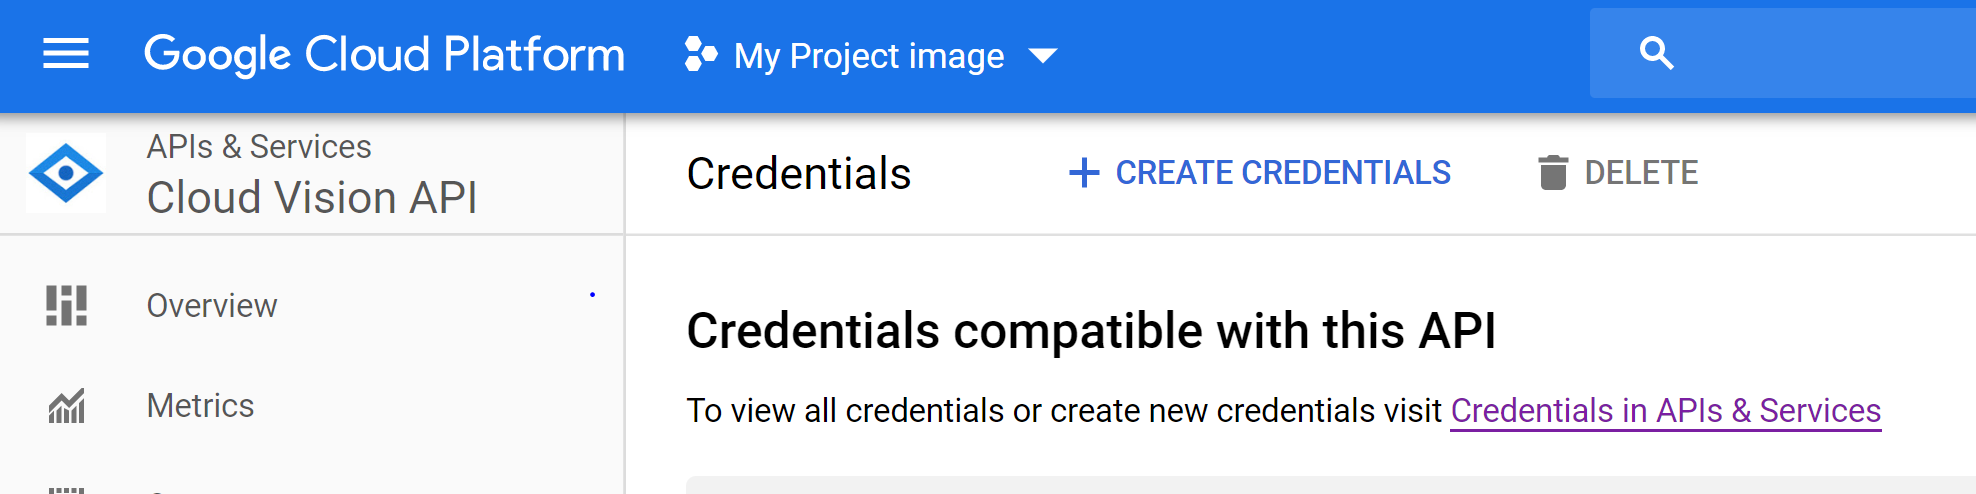 Google Cloud Platform
My Project image
APIs & Services
Cloud Vision API
Credentials
CREATE CREDENTIALS
DELETE
Overview
Metrics
Credentials compatible with this API
To view all credentials or create new credentials visit Credentials in APIs & Services